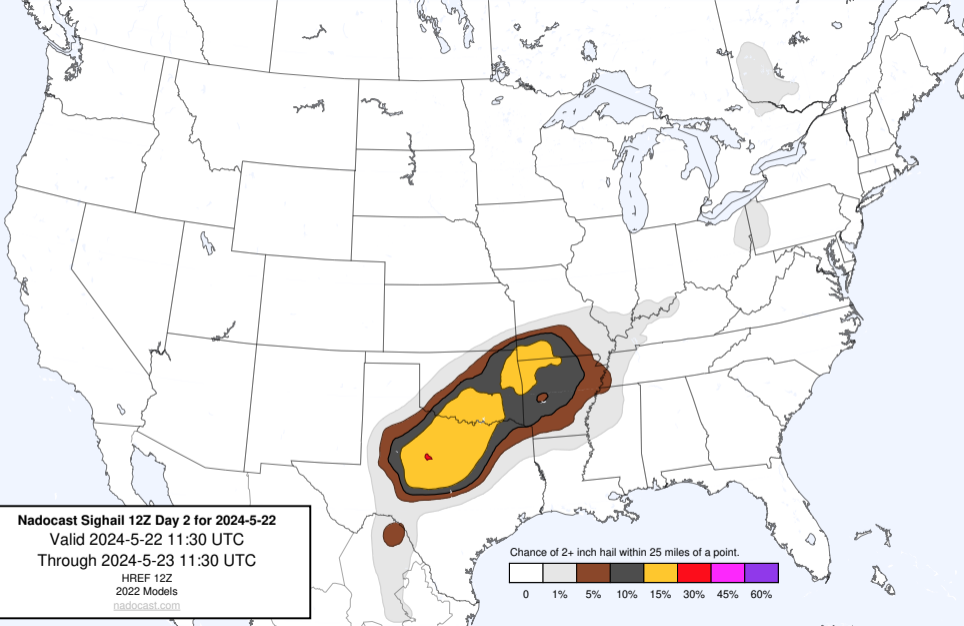 Nadocast Sighail 12Z Day 2 for 2024-5-22
Valid 2024-5-22 11:30 UTC
Through 2024-5-23 11:30 UTC
HREF 12Z
2022 Models
nadocast.com
Chance of 2+ inch hail within 25 miles of a point.
0 1% 5% 10% 15% 30% 45% 60%